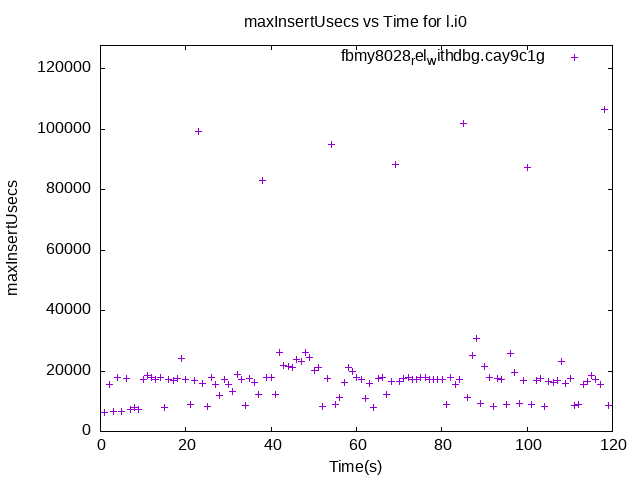 maxInsertUsecs vs Time for l.i0
fbmy8028relwithdbg.cay9c1g
120000
100000
80000
60000
40000
20000
0
maxInsertUsecs
0 20 40 60 80 100 120
Time(s)